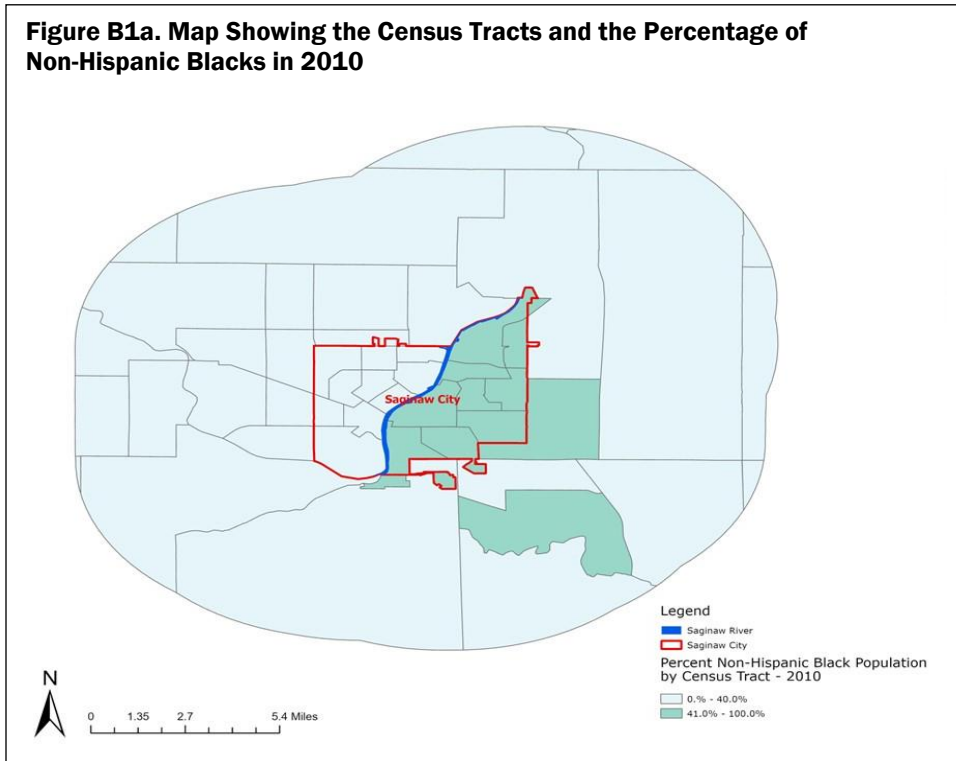 Figure B1a. Map Showing the Census Tracts and the Percentage of
Non-Hispanic Blacks in 2010
Saginaw City
Legend
Saginaw River
Saginaw City
Percent Non-Hispanic Black Population
by Census Tract - 2010
0.% - 40.0%
41.0% - 100.0%
N
0 1.35 2.7 5.4 Miles